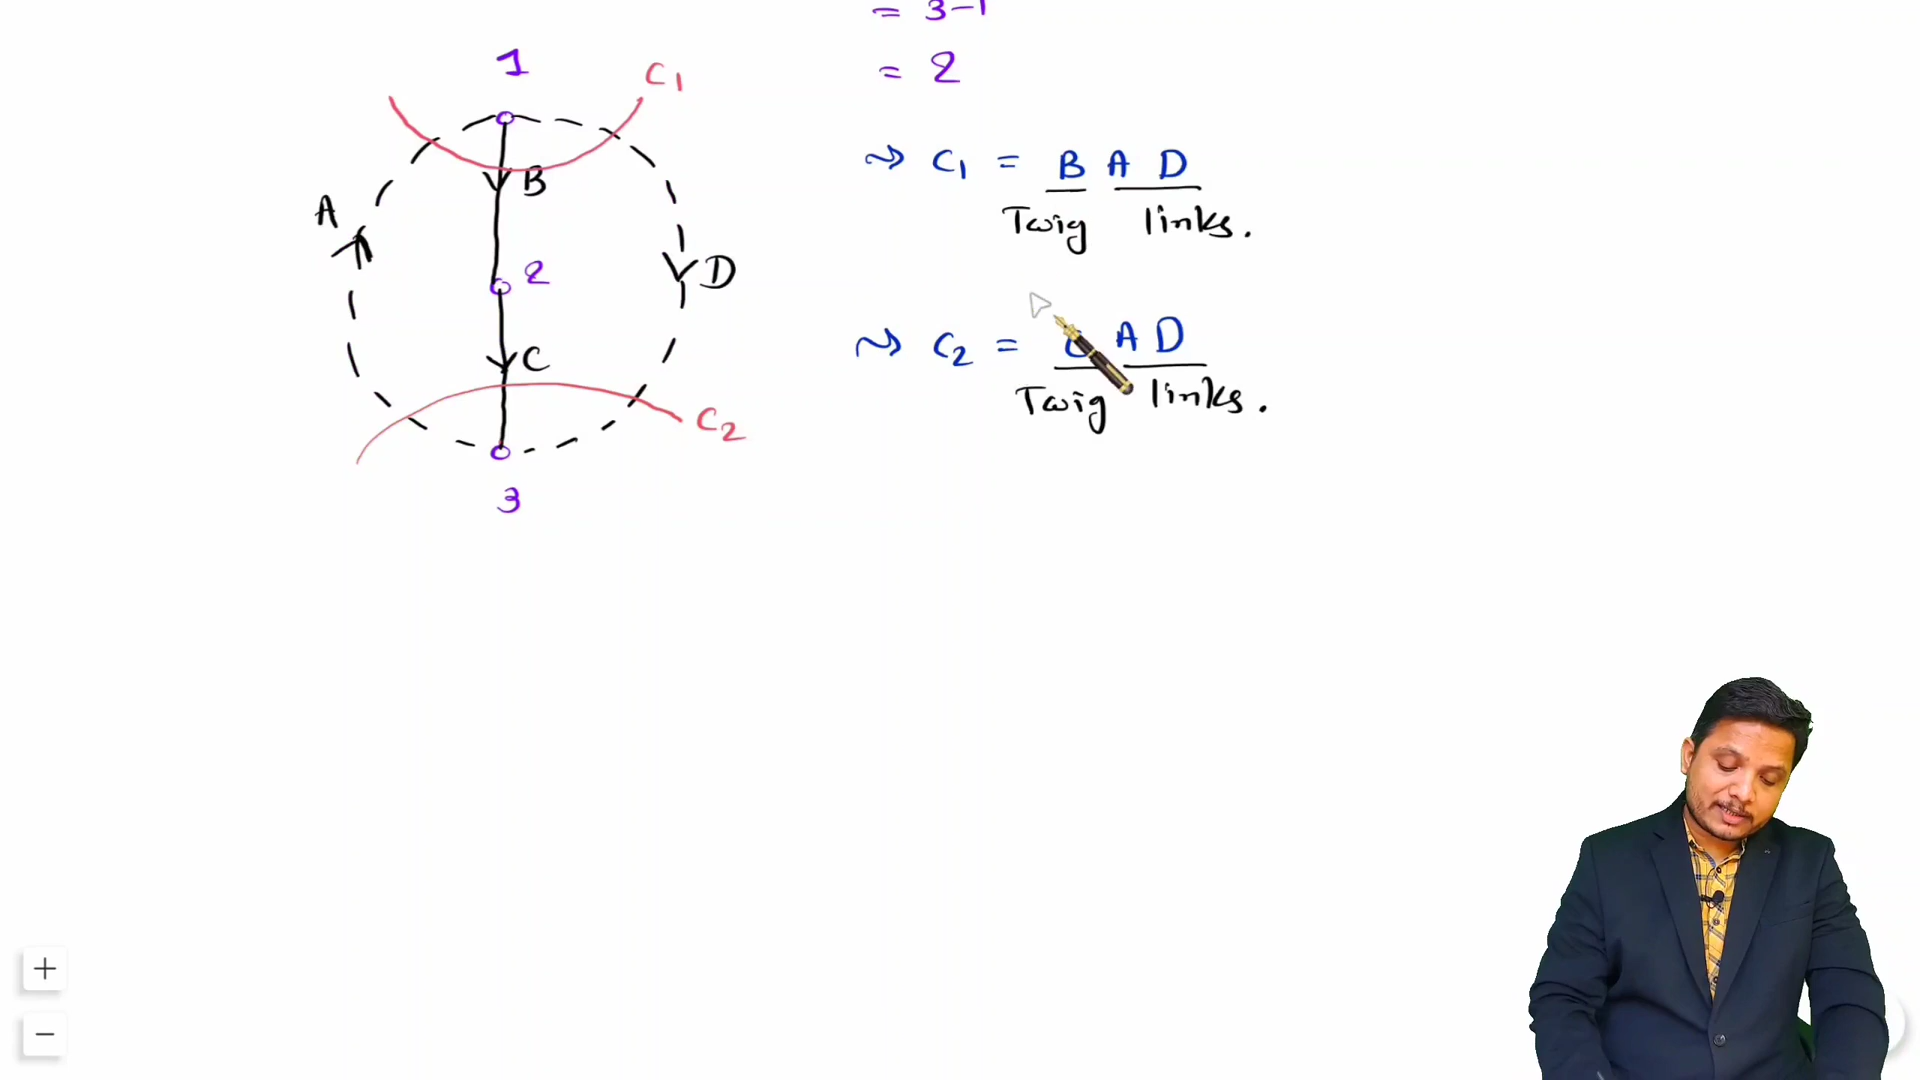 = 3-1
= 2
1
C1
A
B
2
D
C
C2
3
⇝ C1 = B A D
Twig links.
⇝ C2 = A D
Twig links.
+
−